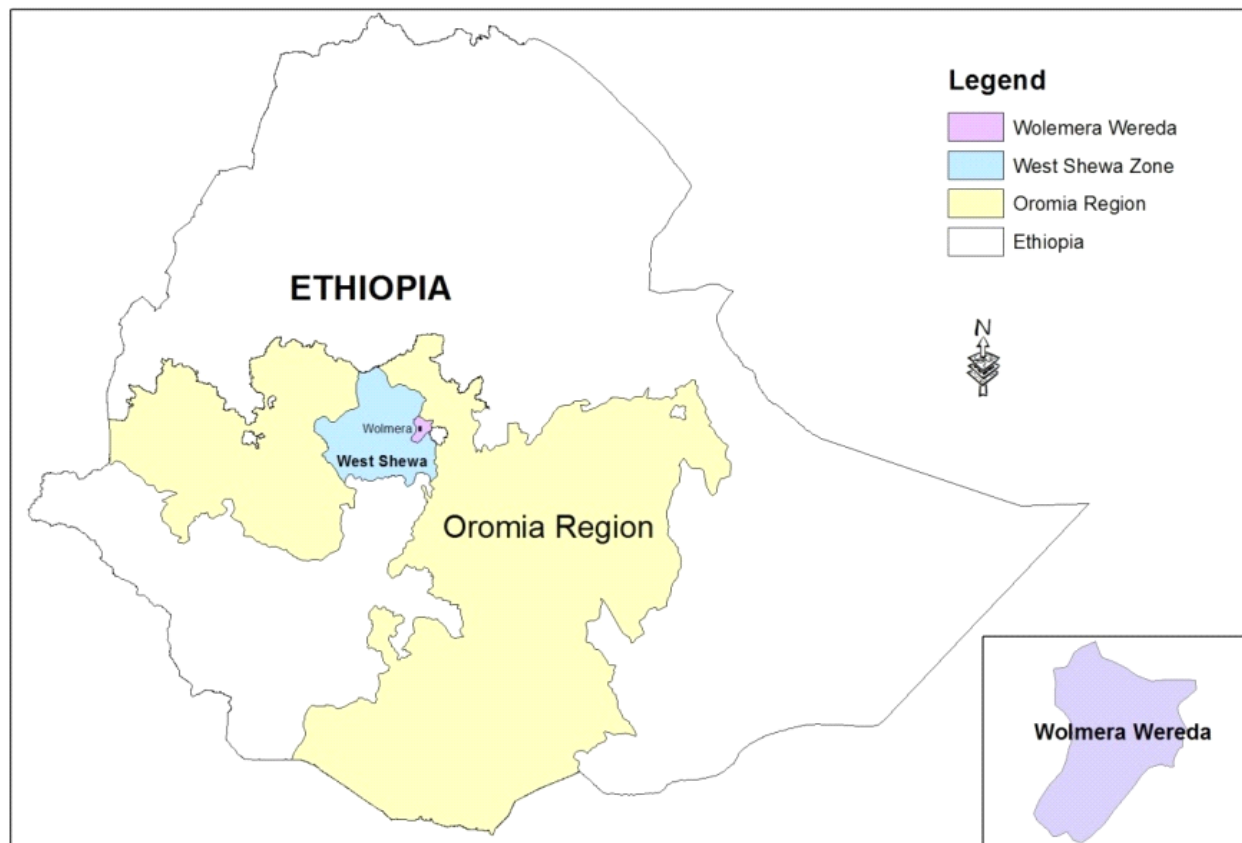 Legend
Wolemera Wereda
West Shewa Zone
Oromia Region
Ethiopia
ETHIOPIA
N
Wolmera
West Shewa
Oromia Region
Wolmera Wereda